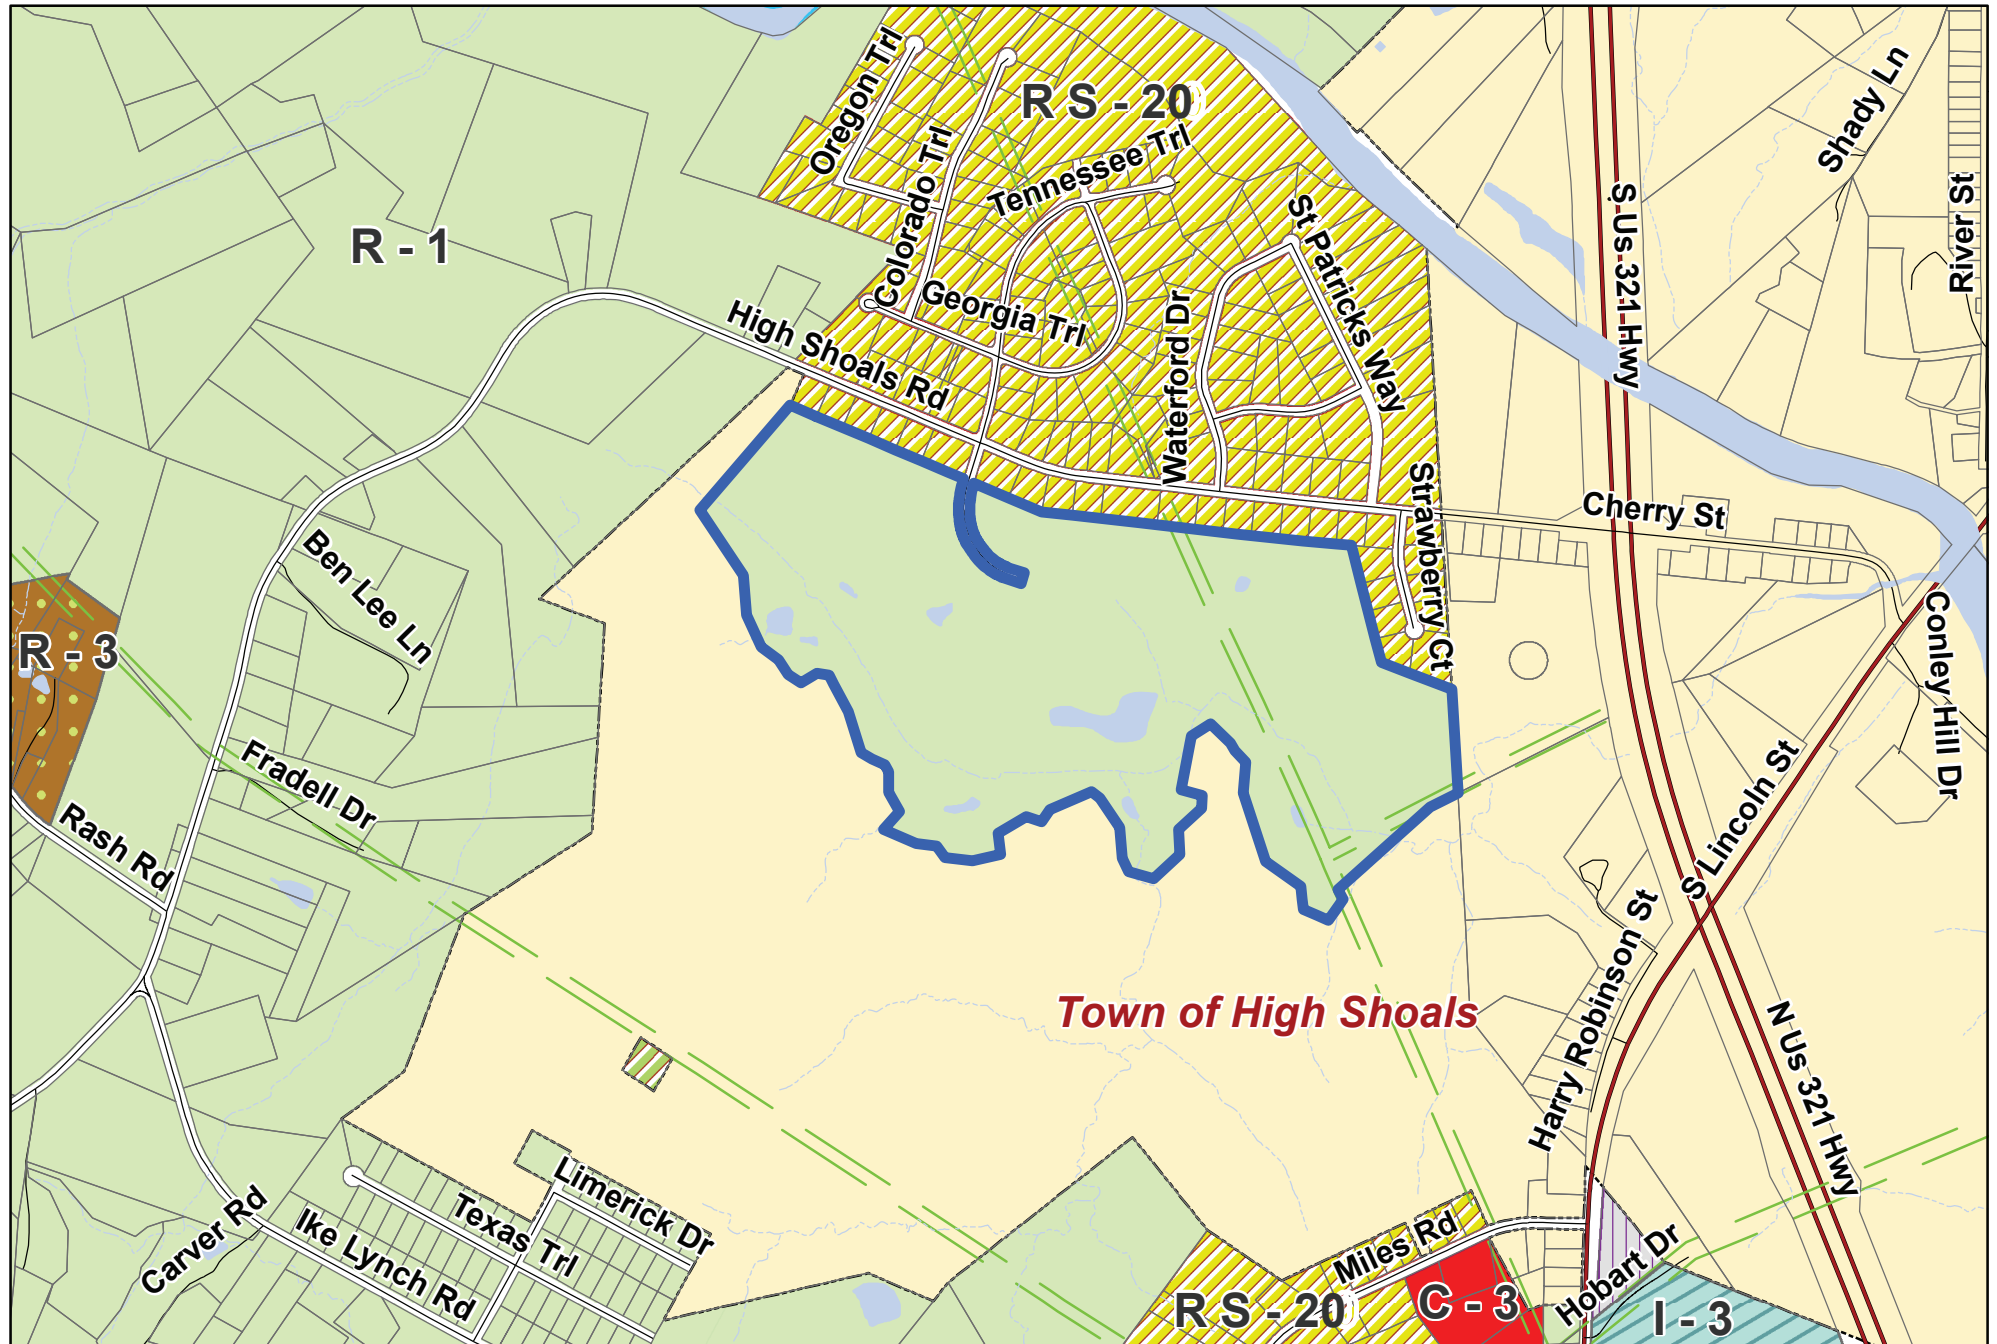 Oregon Trl
R S - 20
Shady Ln
Colorado Trl
Tennessee Trl
River St
R - 1
St Patricks Way
S Us 321 Hwy
Georgia Trl
High Shoals Rd
Waterford Dr
Strawberry Ct
Cherry St
Ben Lee Ln
R - 3
Conley Hill Dr
Fradell Dr
Rash Rd
S Lincoln St
Harry Robinson St
Town of High Shoals
N Us 321 Hwy
Limerick Dr
Texas Trl
Carver Rd
Ike Lynch Rd
Miles Rd
Hobart Dr
R S - 20
C - 3
I - 3